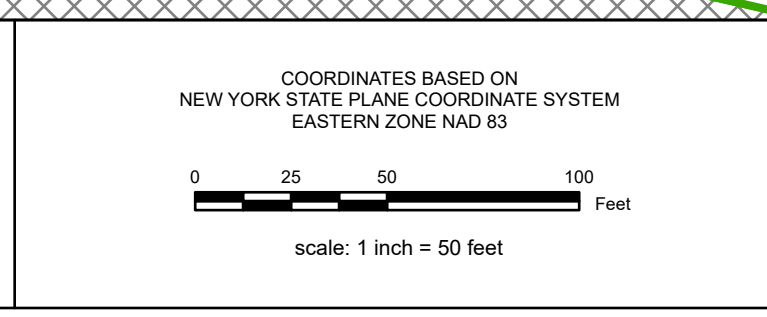 COORDINATES BASED ON
NEW YORK STATE PLANE COORDINATE SYSTEM
EASTERN ZONE NAD 83
0 25 50 100
Feet
scale: 1 inch = 50 feet